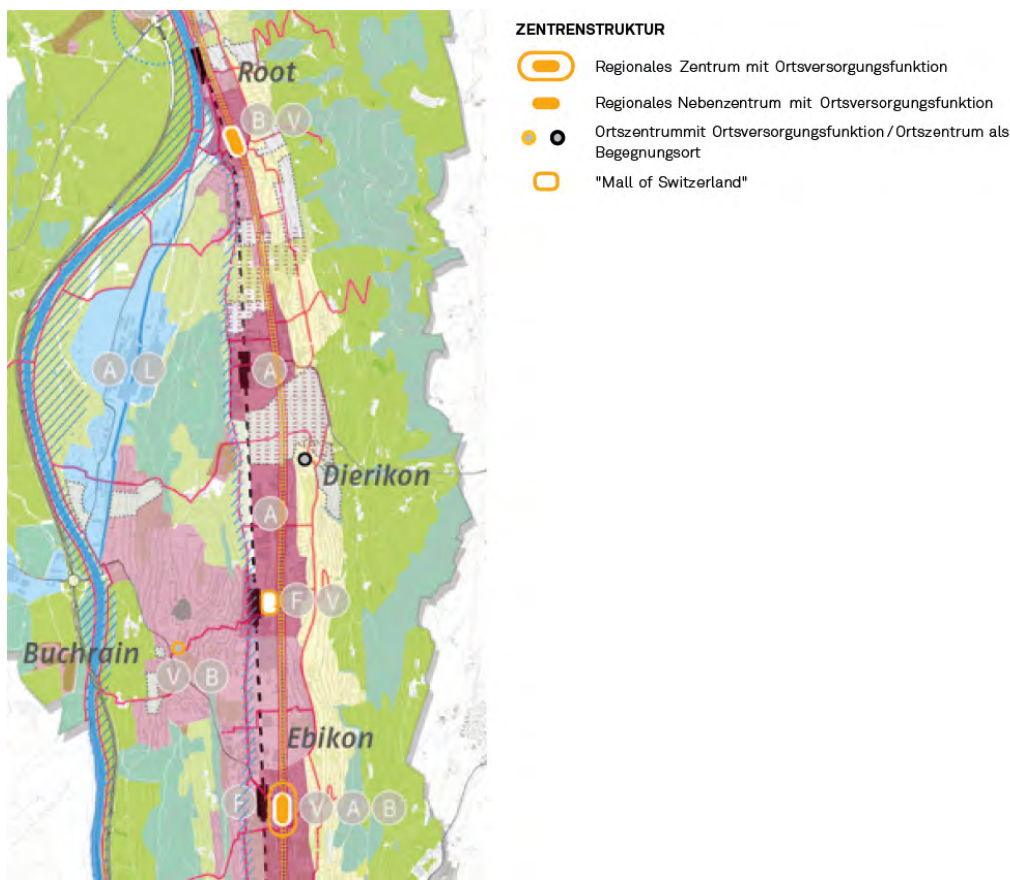 Root
B V
A L
A
Dierikon
A
F V
Buchrain
V B
Ebikon
F
V A B
ZENTRENSTRUKTUR
Regionales Zentrum mit Ortsversorgungsfunktion
Regionales Nebenzentrum mit Ortsversorgungsfunktion
Ortszentrummit Ortsversorgungsfunktion/Ortszentrum als
Begegnungsort
"Mall of Switzerland"